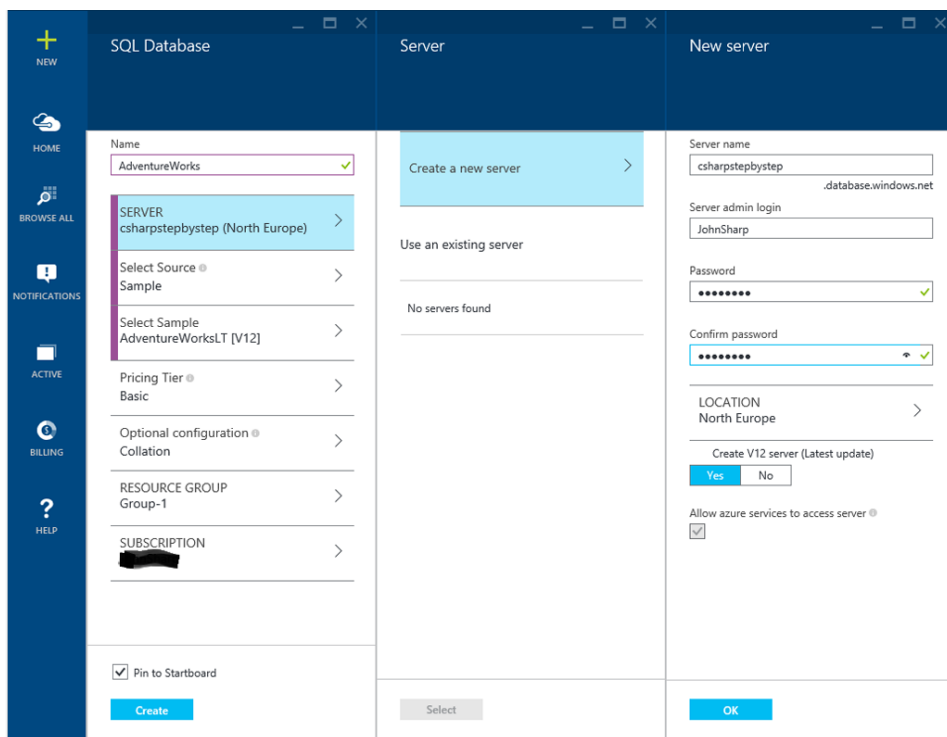 NEW
HOME
BROWSE ALL
NOTIFICATIONS
ACTIVE
BILLING
HELP
SQL Database
Name
AdventureWorks
SERVER
csharpstepbystep (North Europe)
Select Source
Sample
Select Sample
AdventureWorksLT [V12]
Pricing Tier
Basic
Optional configuration
Collation
RESOURCE GROUP
Group-1
SUBSCRIPTION
Pin to Startboard
Create
Server
Create a new server
Use an existing server
No servers found
Select
New server
Server name
csharpstepbystep
.database.windows.net
Server admin login
JohnSharp
Password
••••••••
Confirm password
••••••••
LOCATION
North Europe
Create V12 server (Latest update)
Yes No
Allow azure services to access server
OK